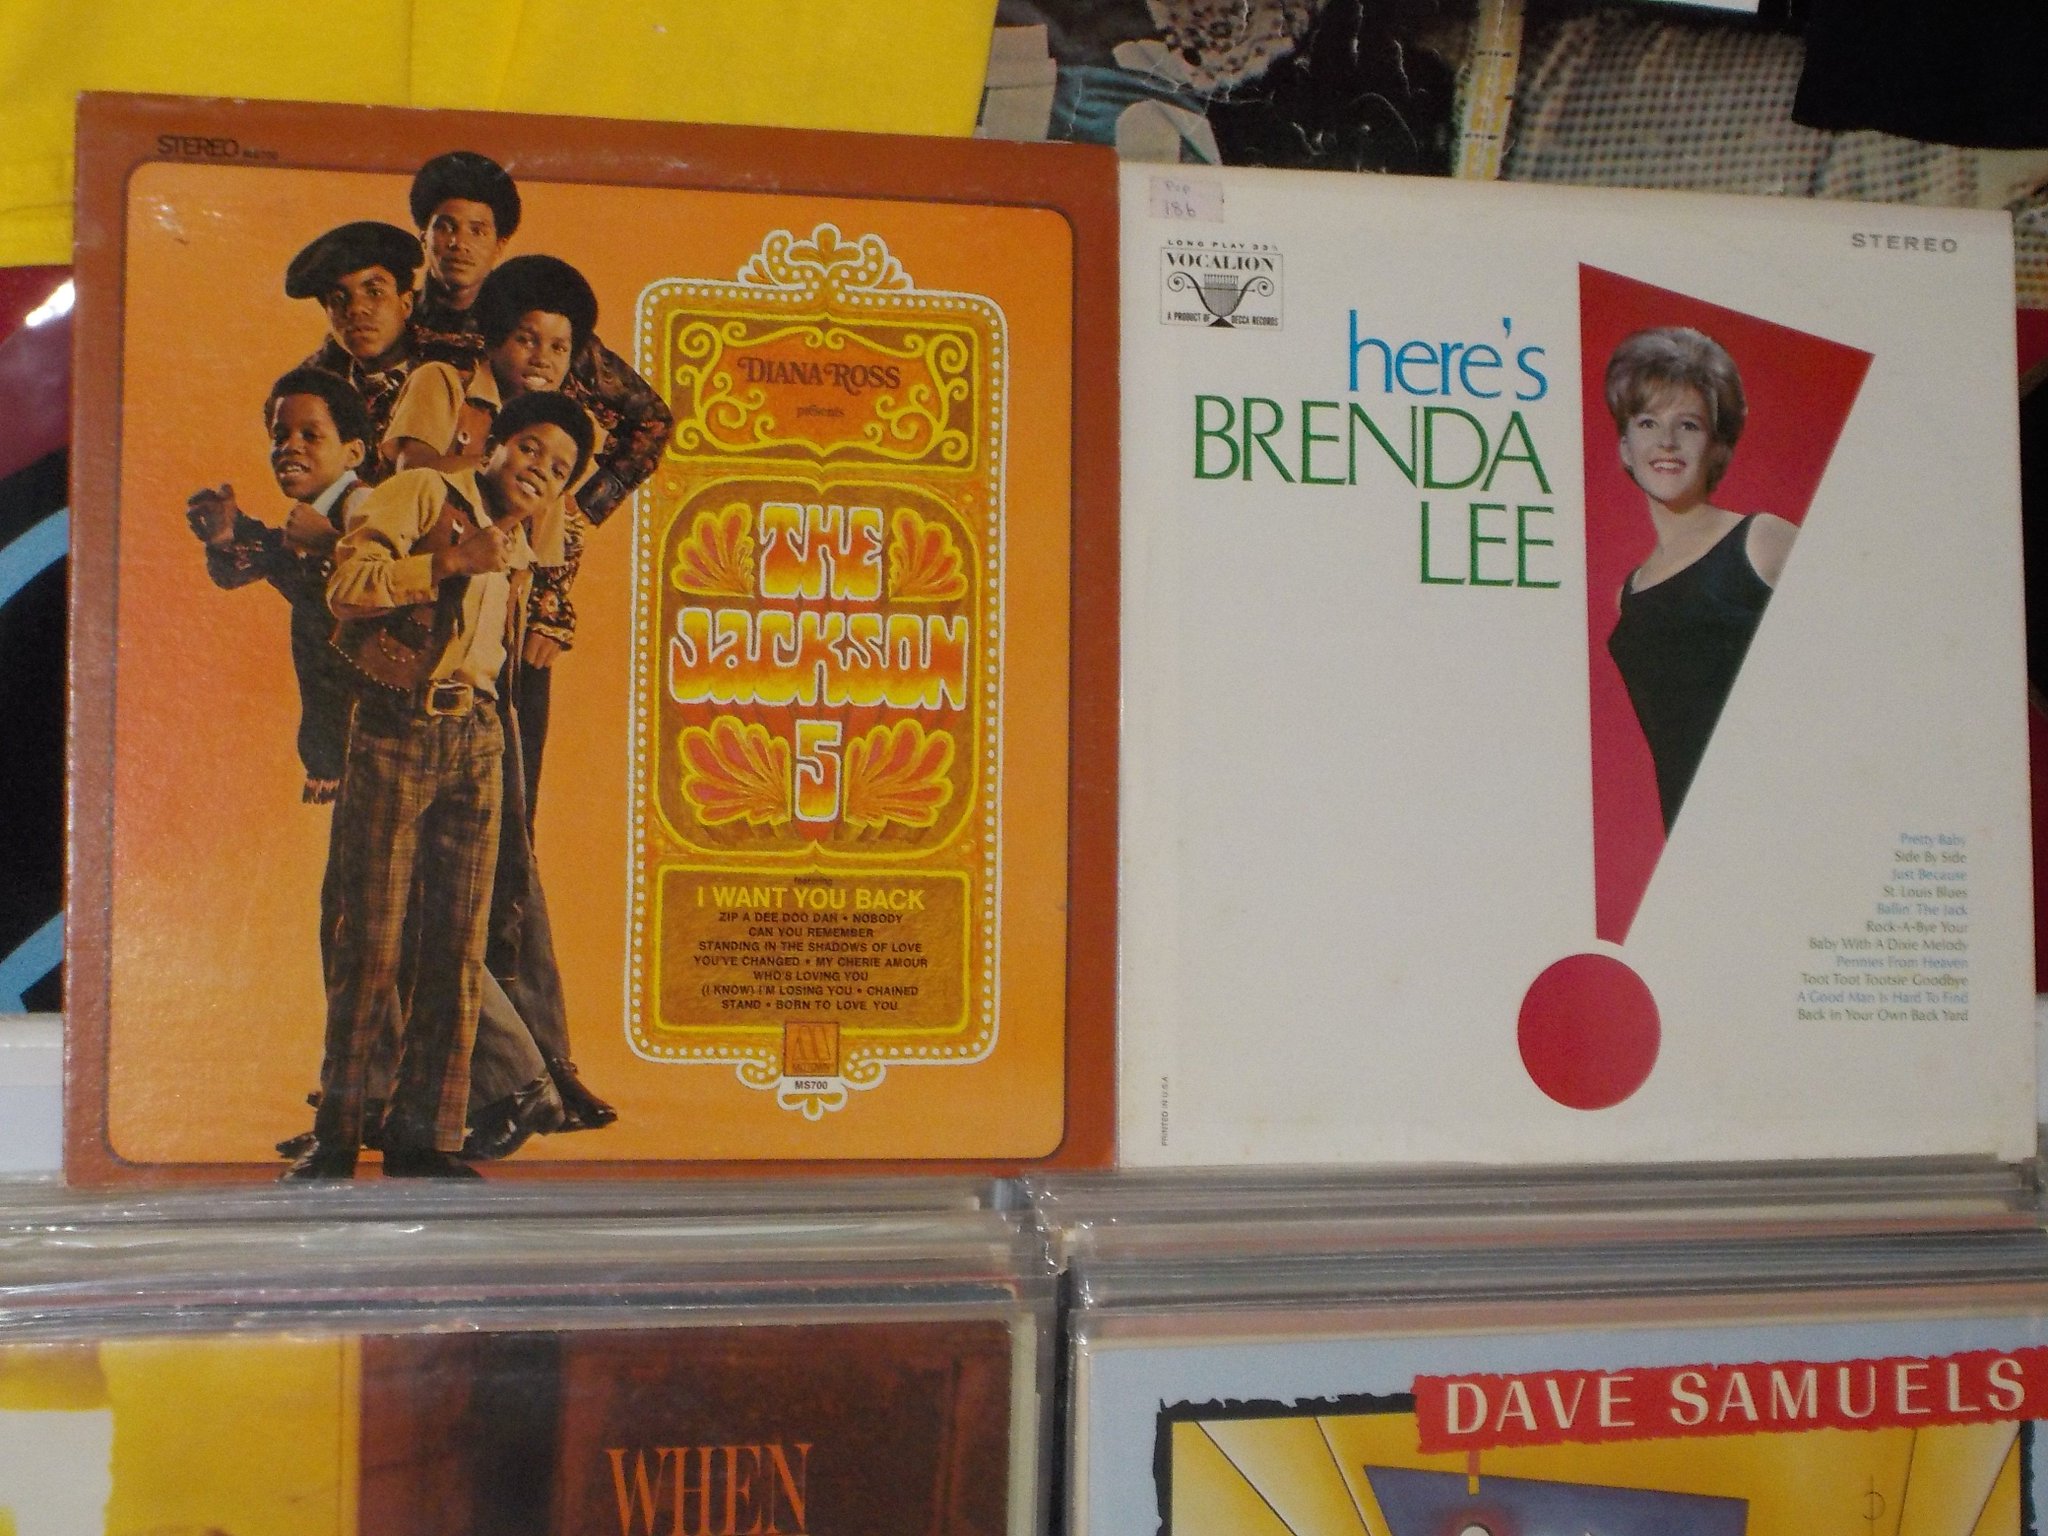 STEREO
DIANA ROSS
presents
THE
JACKSON
5
featuring
I WANT YOU BACK
ZIP A DEE DOO DAH • NOBODY
CAN YOU REMEMBER
STANDING IN THE SHADOWS OF LOVE
YOU'VE CHANGED • MY CHERIE AMOUR
WHO'S LOVING YOU
(I KNOW) I'M LOSING YOU • CHAINED
STAND • BORN TO LOVE YOU
MOTOWN
MS700
Pop
186
LONG PLAY 33⅓
VOCALION
A PRODUCT OF DECCA RECORDS
STEREO
here's
BRENDA
LEE
Pretty Baby
Side By Side
Just Because
St. Louis Blues
Ballin' The Jack
Rock-A-Bye Your
Baby With A Dixie Melody
Pennies From Heaven
Toot Toot Tootsie Goodbye
A Good Man Is Hard To Find
Back in Your Own Back Yard
PRINTED IN U.S.A.
WHEN
DAVE SAMUELS